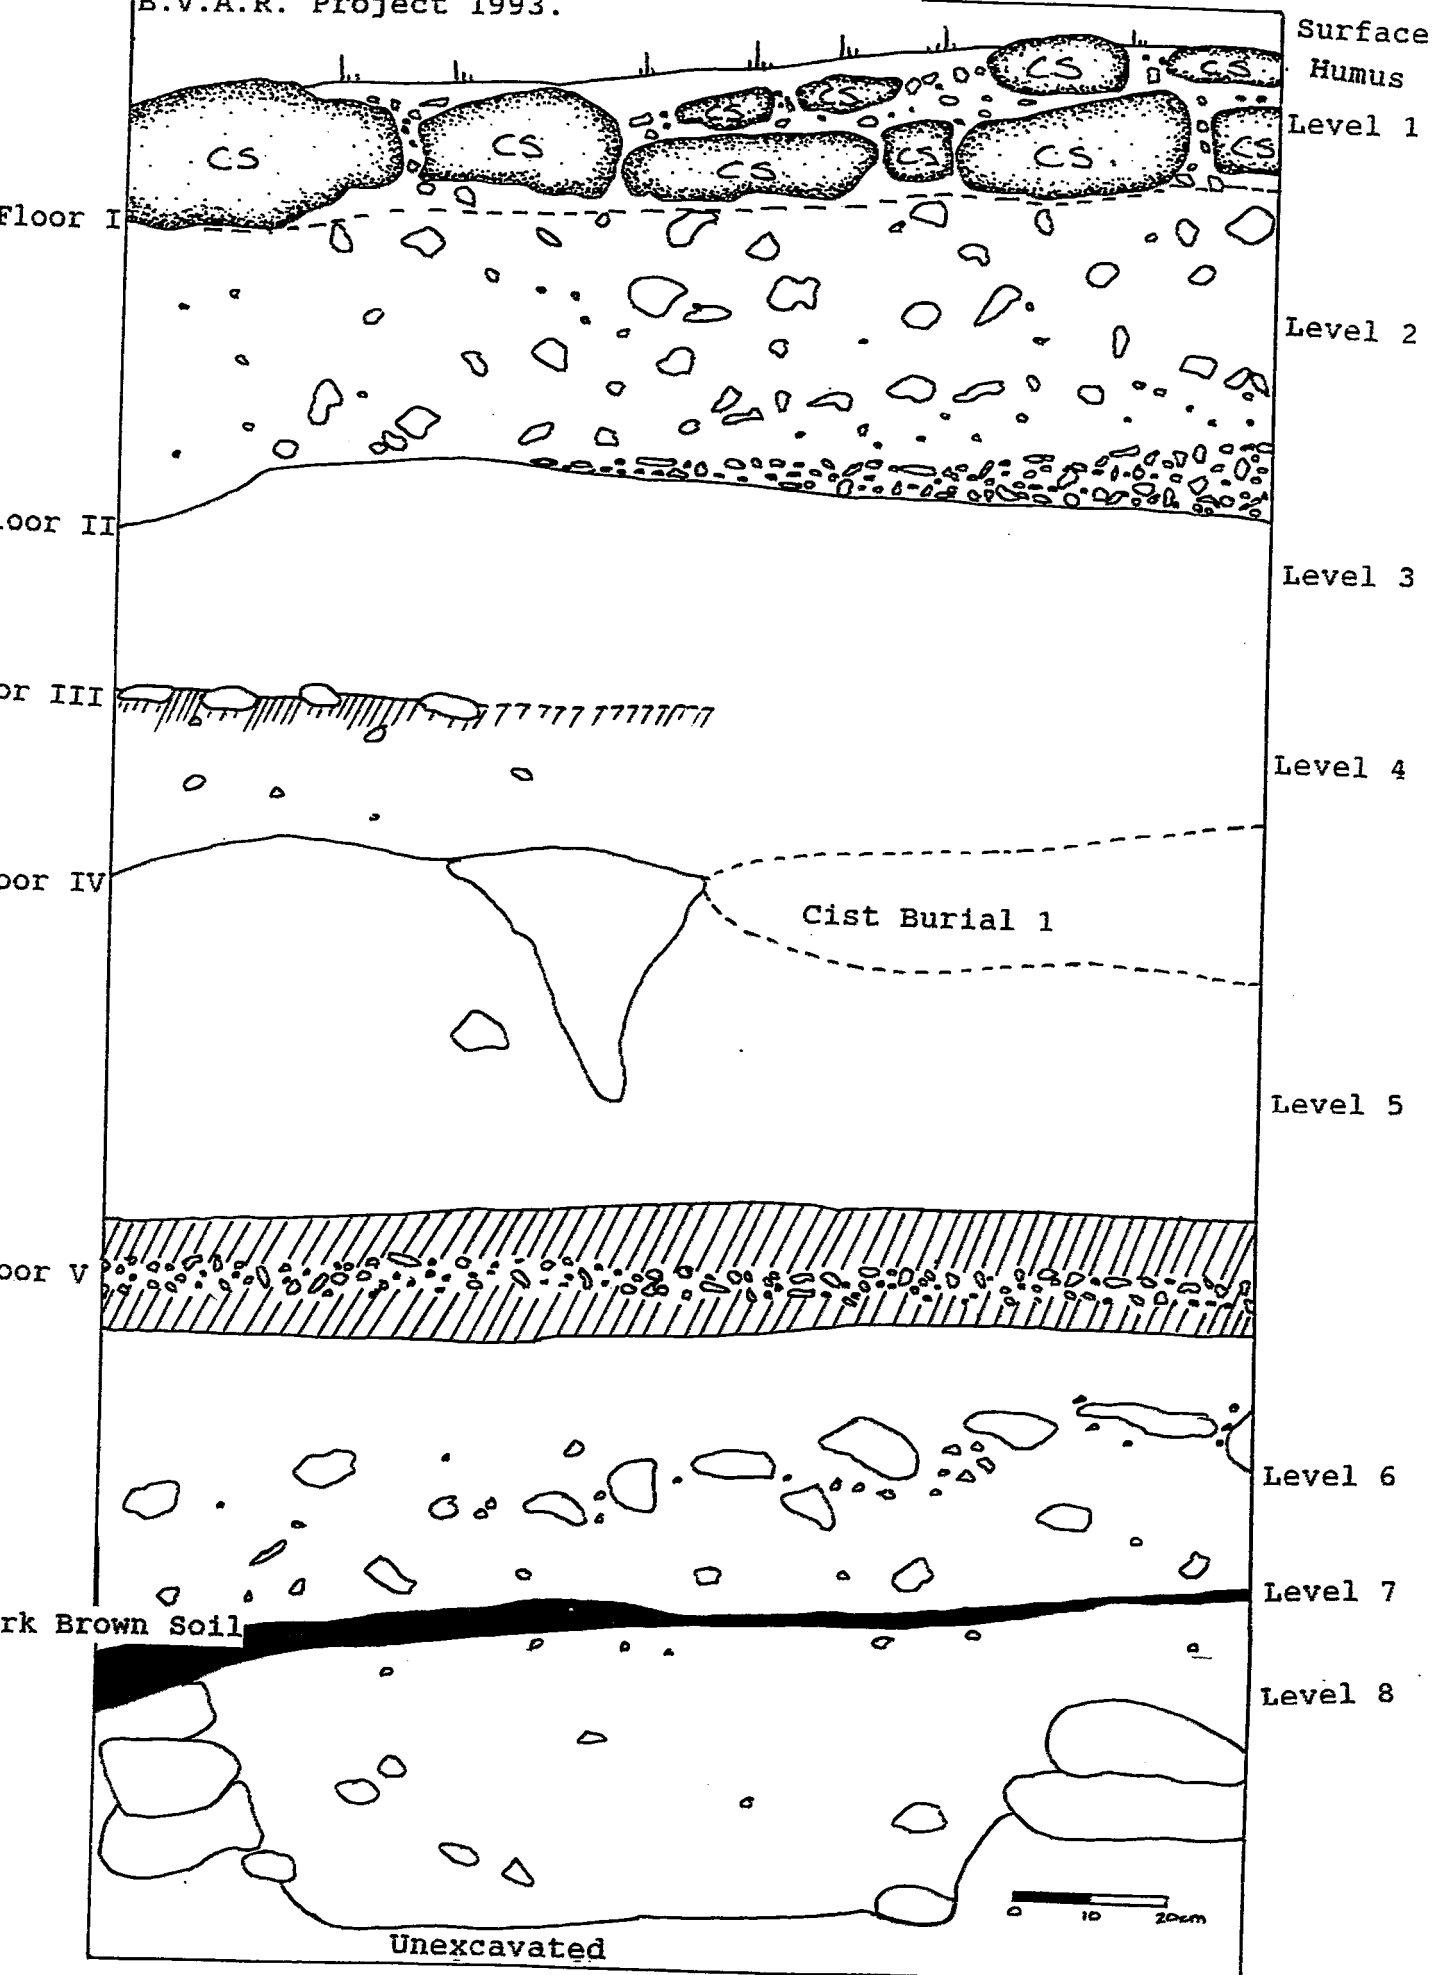 B.V.A.R. Project 1993.
Surface
Humus
CS CS
CS CS
Level 1
CS CS CS CS CS CS
Floor I
Level 2
loor II
Level 3
or III
Level 4
oor IV
Cist Burial 1
Level 5
oor V
Level 6
Level 7
rk Brown Soil
Level 8
0 10 20cm
Unexcavated